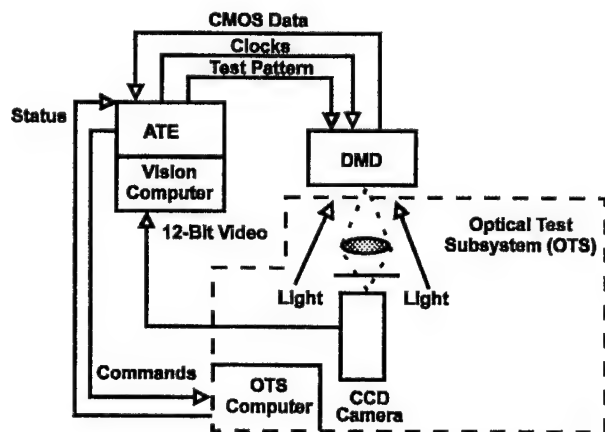 CMOS Data
Clocks
Test Pattern
Status
ATE
DMD
Vision
Computer
12-Bit Video
Optical Test
Subsystem (OTS)
Light
Light
Commands
OTS
Computer
CCD
Camera